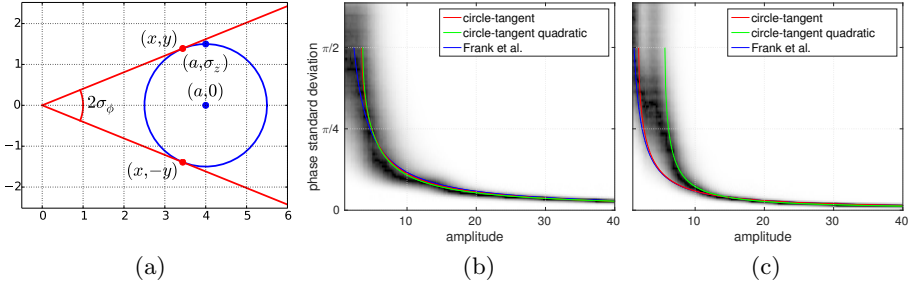 2
1
0
−1
−2
0
1
2
3
4
5
6
(x,y)
(a,σz)
(a,0)
2σϕ
(x,−y)
(a)
phase standard deviation
π/2
π/4
0
circle-tangent
circle-tangent quadratic
Frank et al.
10
20
30
40
amplitude
(b)
circle-tangent
circle-tangent quadratic
Frank et al.
10
20
30
40
amplitude
(c)